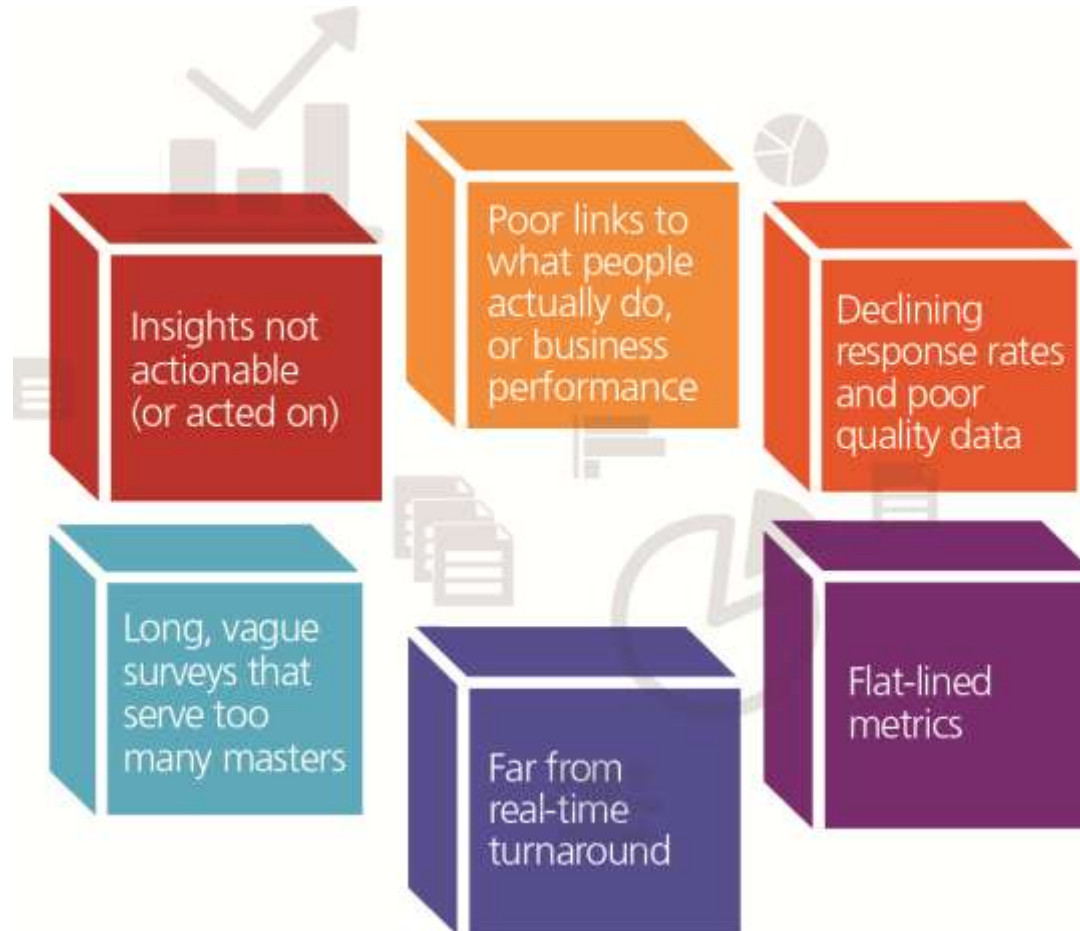 Insights not
actionable
(or acted on)
Poor links to
what people
actually do,
or business
performance
Declining
response rates
and poor
quality data
Long, vague
surveys that
serve too
many masters
Far from
real-time
turnaround
Flat-lined
metrics